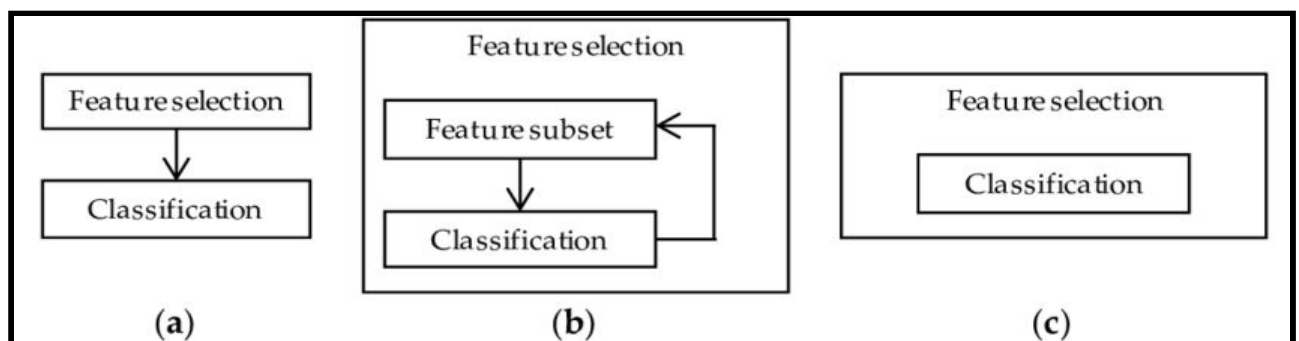 Feature selection
Classification
(a)
Feature selection
Feature subset
Classification
(b)
Feature selection
Classification
(c)